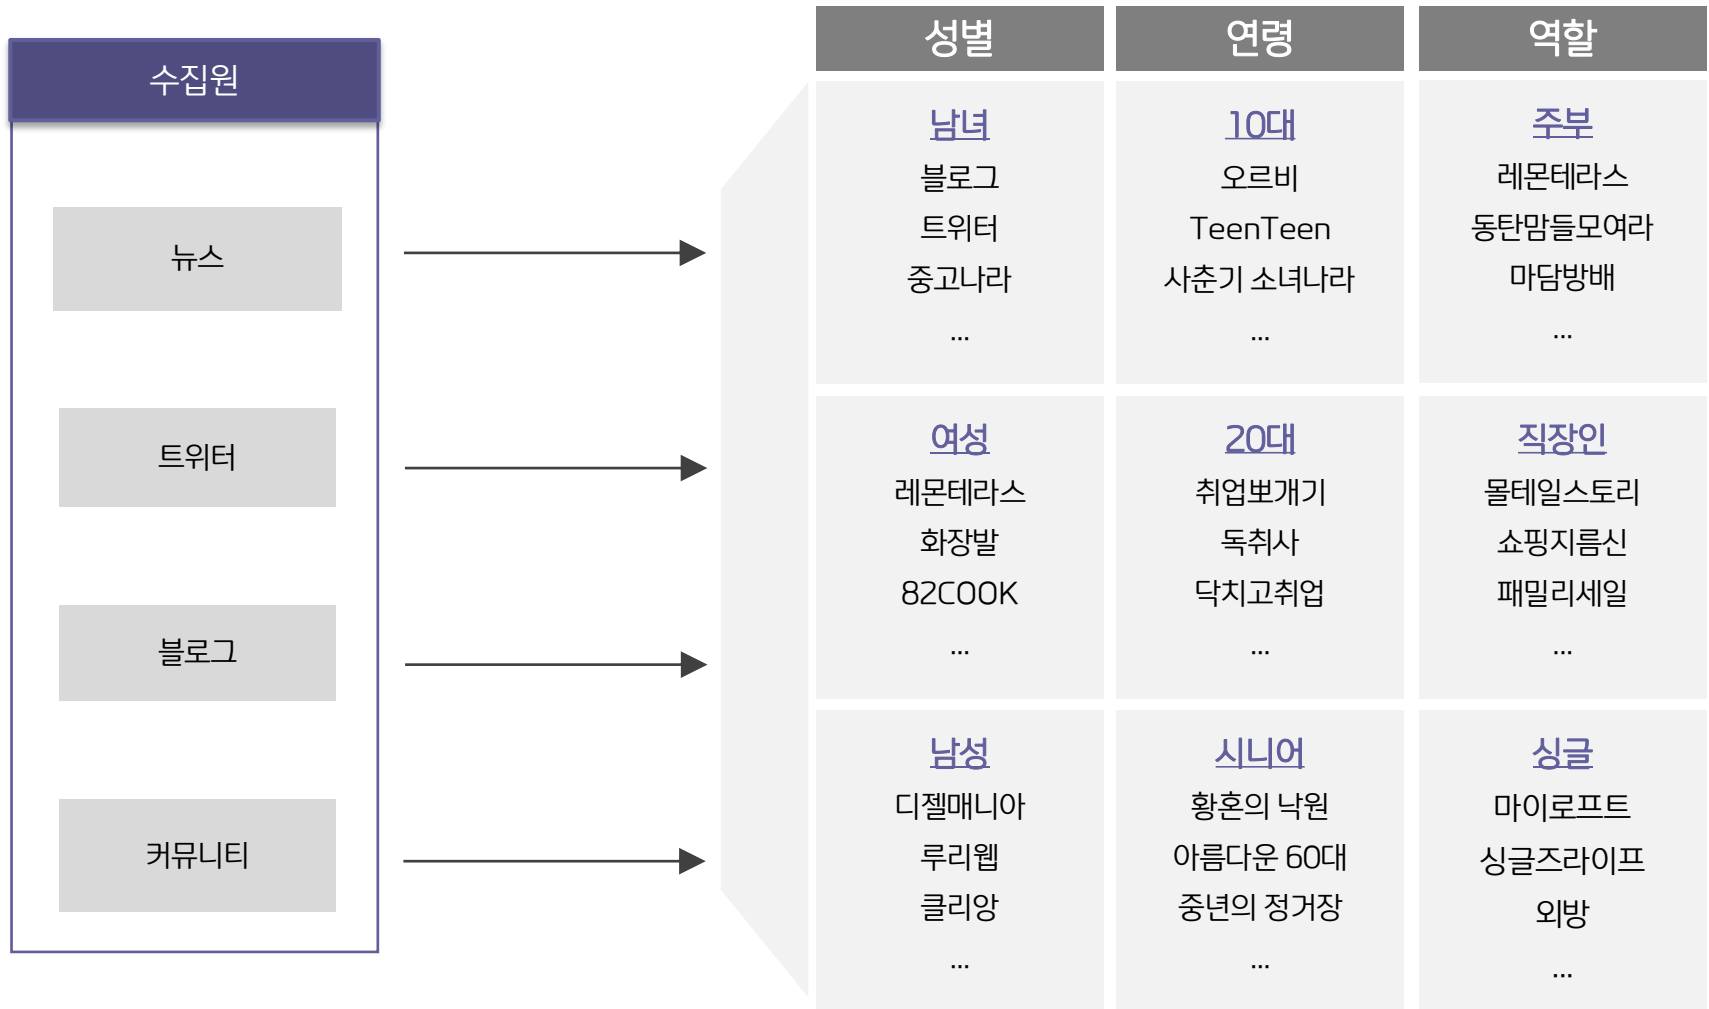 수집원
뉴스
트위터
블로그
커뮤니티
성별
남녀
블로그
트위터
중고나라
...
여성
레몬테라스
화장발
82COOK
...
남성
디젤매니아
루리웹
클리앙
...
연령
10대
오르비
TeenTeen
사춘기 소녀나라
...
20대
취업뽀개기
독취사
닥치고취업
...
시니어
황혼의 낙원
아름다운 60대
중년의 정거장
...
역할
주부
레몬테라스
동탄맘들모여라
마담방배
...
직장인
몰테일스토리
쇼핑지름신
패밀리세일
...
싱글
마이로프트
싱글즈라이프
외방
...